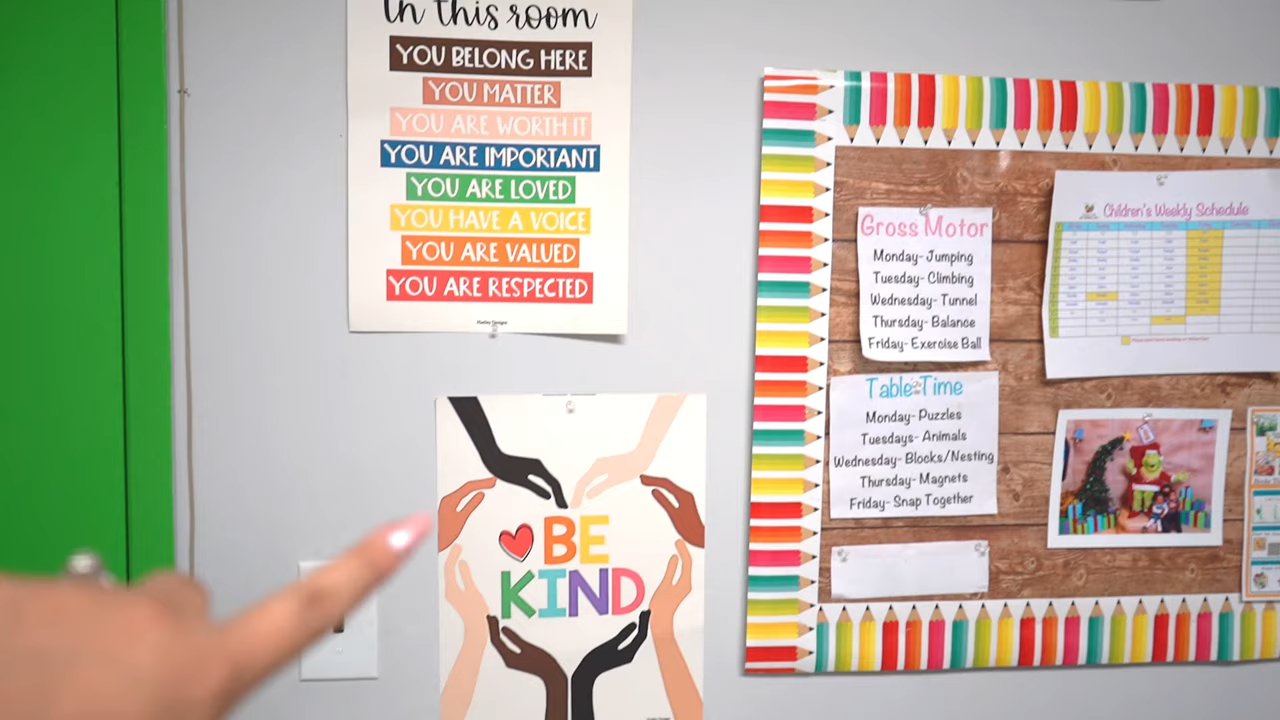 In this room
YOU BELONG HERE
YOU MATTER
YOU ARE WORTH IT
YOU ARE IMPORTANT
YOU ARE LOVED
YOU HAVE A VOICE
YOU ARE VALUED
YOU ARE RESPECTED
BE
KIND
Gross Motor
Monday- Jumping
Tuesday- Climbing
Wednesday- Tunnel
Thursday- Balance
Friday- Exercise Ball
Table Time
Monday- Puzzles
Tuesdays- Animals
Wednesday- Blocks/Nesting
Thursday- Magnets
Friday- Snap Together
Children's Weekly Schedule